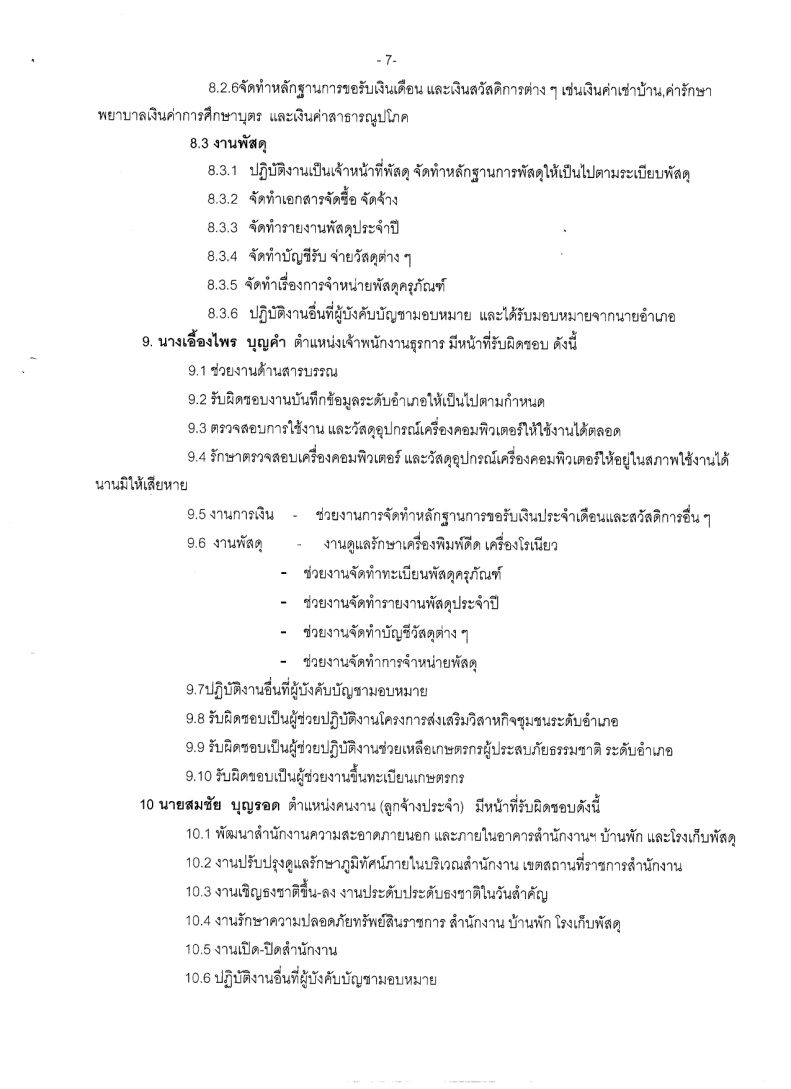 - 7-
8.2.6จัดทำหลักฐานการขอรับเงินเดือน และเงินสวัสดิการต่าง ๆ เช่นเงินค่าเช่าบ้าน,ค่ารักษา
พยาบาลเงินค่าการศึกษาบุตร และเงินค่าสาธารณูปโภค
8.3 งานพัสดุ
8.3.1 ปฏิบัติงานเป็นเจ้าหน้าที่พัสดุ จัดทำหลักฐานการพัสดุให้เป็นไปตามระเบียบพัสดุ
8.3.2 จัดทำเอกสารจัดซื้อ จัดจ้าง
8.3.3 จัดทำรายงานพัสดุประจำปี
8.3.4 จัดทำบัญชีรับ จ่ายวัสดุต่าง ๆ
8.3.5 จัดทำเรื่องการจำหน่ายพัสดุครุภัณฑ์
8.3.6 ปฏิบัติงานอื่นที่ผู้บังคับบัญชามอบหมาย และได้รับมอบหมายจากนายอำเภอ
9. นางเอื้องไพร บุญคำ ตำแหน่งเจ้าพนักงานธุรการ มีหน้าที่รับผิดชอบ ดังนี้
9.1 ช่วยงานด้านสารบรรณ
9.2 รับผิดชอบงานบันทึกข้อมูลระดับอำเภอให้เป็นไปตามกำหนด
9.3 ตรวจสอบการใช้งาน และวัสดุอุปกรณ์เครื่องคอมพิวเตอร์ให้ใช้งานได้ตลอด
9.4 รักษาตรวจสอบเครื่องคอมพิวเตอร์ และวัสดุอุปกรณ์เครื่องคอมพิวเตอร์ให้อยู่ในสภาพใช้งานได้
นานมิให้เสียหาย
9.5 งานการเงิน - ช่วยงานการจัดทำหลักฐานการขอรับเงินประจำเดือนและสวัสดิการอื่น ๆ
9.6 งานพัสดุ - งานดูแลรักษาเครื่องพิมพ์ดีด เครื่องโรเนียว
- ช่วยงานจัดทำทะเบียนพัสดุครุภัณฑ์
- ช่วยงานจัดทำรายงานพัสดุประจำปี
- ช่วยงานจัดทำบัญชีวัสดุต่าง ๆ
- ช่วยงานจัดทำการจำหน่ายพัสดุ
9.7ปฏิบัติงานอื่นที่ผู้บังคับบัญชามอบหมาย
9.8 รับผิดชอบเป็นผู้ช่วยปฏิบัติงานโครงการส่งเสริมวิสาหกิจชุมชนระดับอำเภอ
9.9 รับผิดชอบเป็นผู้ช่วยปฏิบัติงานช่วยเหลือเกษตรกรผู้ประสบภัยธรรมชาติ ระดับอำเภอ
9.10 รับผิดชอบเป็นผู้ช่วยงานขึ้นทะเบียนเกษตรกร
10 นายสมชัย บุญรอด ตำแหน่งคนงาน (ลูกจ้างประจำ) มีหน้าที่รับผิดชอบดังนี้
10.1 พัฒนาสำนักงานความสะอาดภายนอก และภายในอาคารสำนักงานฯ บ้านพัก และโรงเก็บพัสดุ
10.2 งานปรับปรุงดูแลรักษาภูมิทัศน์ภายในบริเวณสำนักงาน เขตสถานที่ราชการสำนักงาน
10.3 งานเชิญธงชาติขึ้น-ลง งานประดับประดับธงชาติในวันสำคัญ
10.4 งานรักษาความปลอดภัยทรัพย์สินราชการ สำนักงาน บ้านพัก โรงเก็บพัสดุ
10.5 งานเปิด-ปิดสำนักงาน
10.6 ปฏิบัติงานอื่นที่ผู้บังคับบัญชามอบหมาย